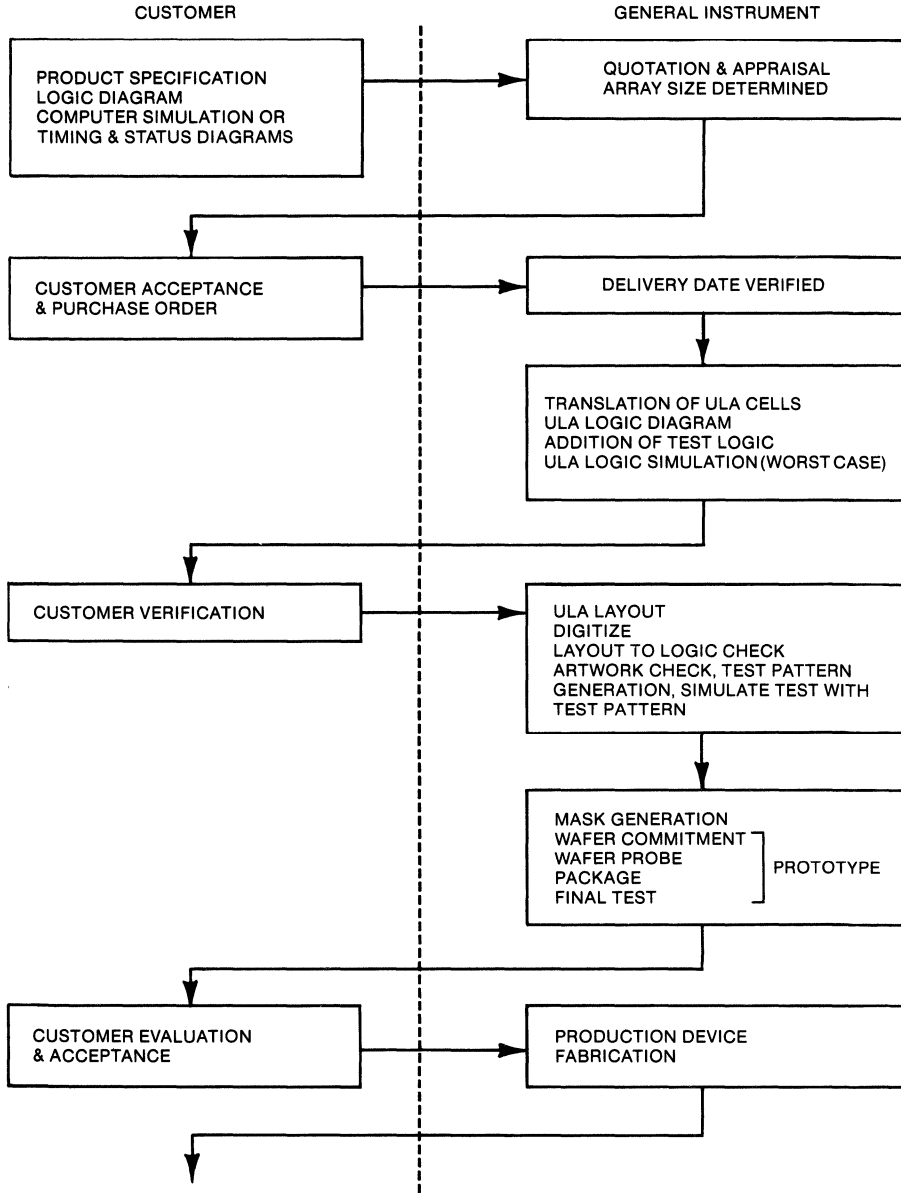 CUSTOMER
GENERAL INSTRUMENT
PRODUCT SPECIFICATION
LOGIC DIAGRAM
COMPUTER SIMULATION OR
TIMING & STATUS DIAGRAMS
QUOTATION & APPRAISAL
ARRAY SIZE DETERMINED
CUSTOMER ACCEPTANCE
& PURCHASE ORDER
DELIVERY DATE VERIFIED
TRANSLATION OF ULA CELLS
ULA LOGIC DIAGRAM
ADDITION OF TEST LOGIC
ULA LOGIC SIMULATION (WORST CASE)
CUSTOMER VERIFICATION
ULA LAYOUT
DIGITIZE
LAYOUT TO LOGIC CHECK
ARTWORK CHECK, TEST PATTERN
GENERATION, SIMULATE TEST WITH
TEST PATTERN
MASK GENERATION
WAFER COMMITMENT
WAFER PROBE
PACKAGE
FINAL TEST
PROTOTYPE
CUSTOMER EVALUATION
& ACCEPTANCE
PRODUCTION DEVICE
FABRICATION